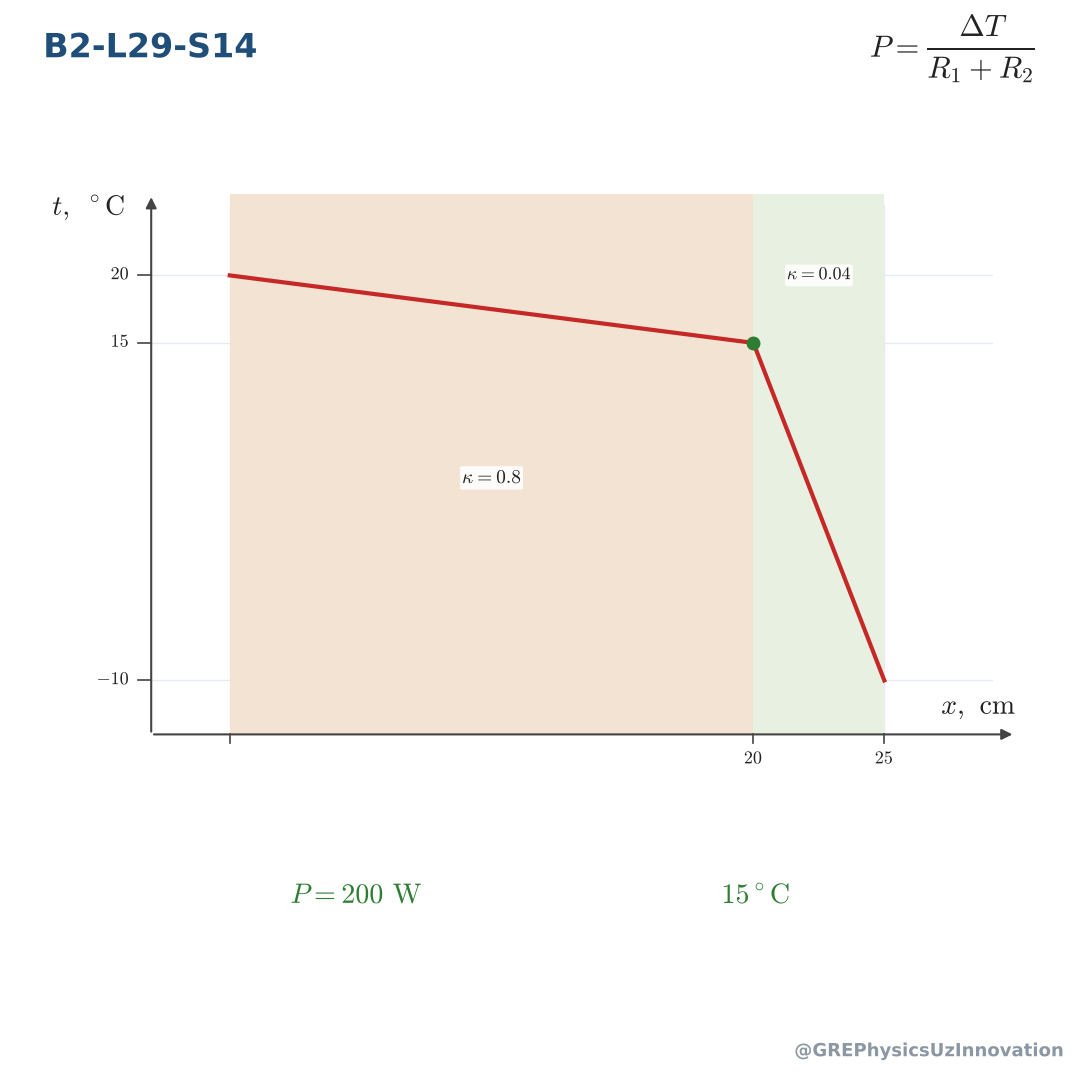 B2-L29-S14
P = ΔT / (R₁ + R₂)
t, °C
20
κ = 0.04
15
κ = 0.8
−10
x, cm
20 25
P = 200 W 15 °C
@GREPhysicsUzInnovation